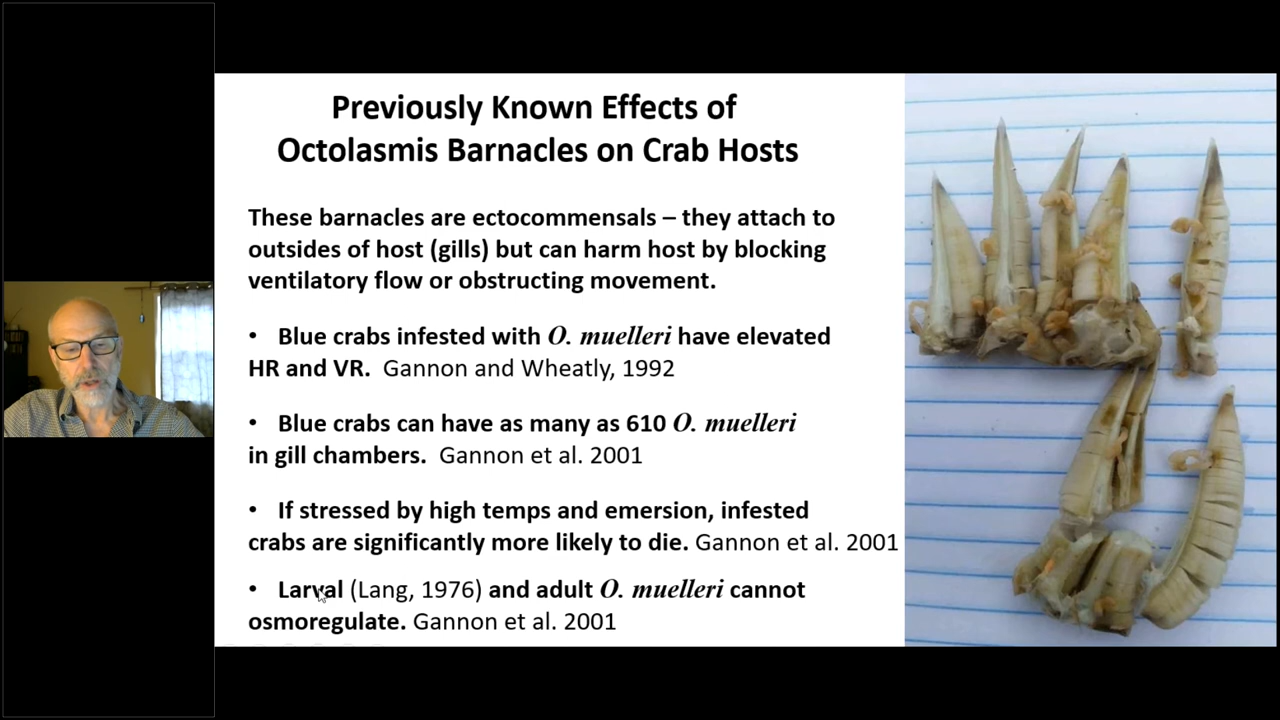 Previously Known Effects of
Octolasmis Barnacles on Crab Hosts
These barnacles are ectocommensals – they attach to
outsides of host (gills) but can harm host by blocking
ventilatory flow or obstructing movement.
• Blue crabs infested with O. muelleri have elevated
HR and VR. Gannon and Wheatly, 1992
• Blue crabs can have as many as 610 O. muelleri
in gill chambers. Gannon et al. 2001
• If stressed by high temps and emersion, infested
crabs are significantly more likely to die. Gannon et al. 2001
• Larval (Lang, 1976) and adult O. muelleri cannot
osmoregulate. Gannon et al. 2001